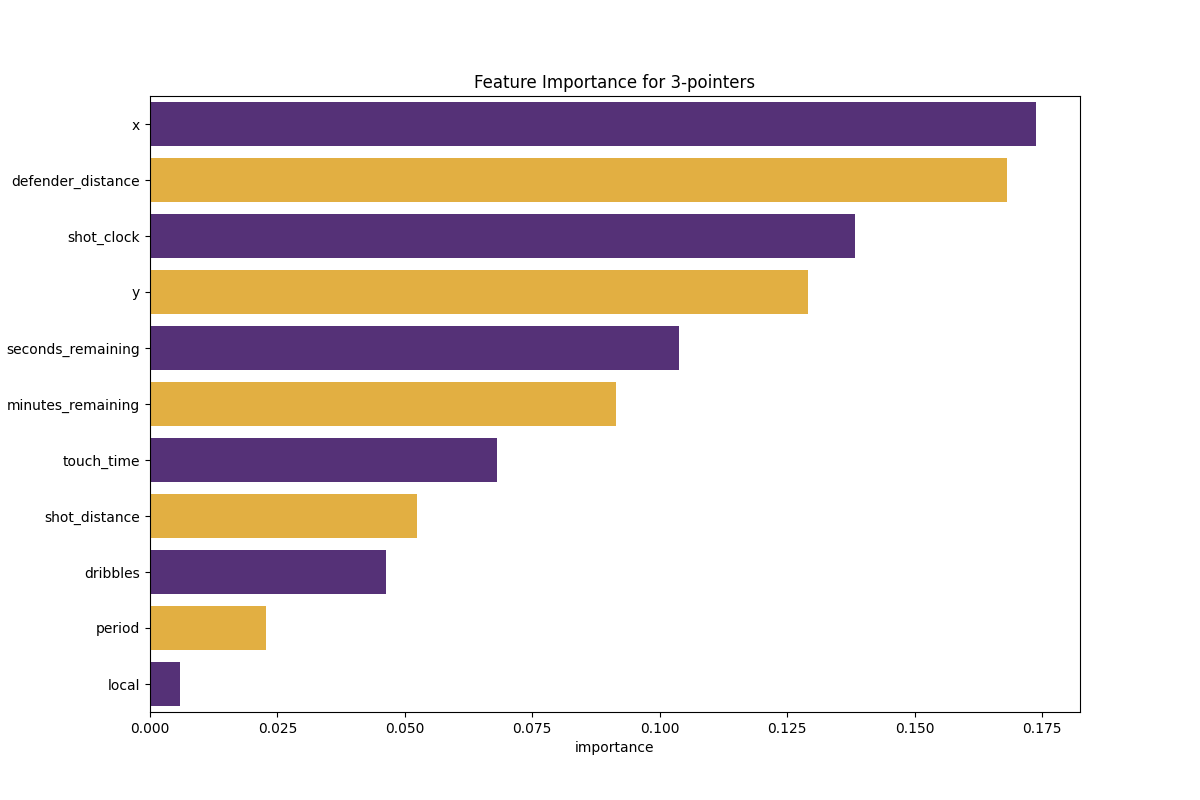 Feature Importance for 3-pointers
x
defender_distance
shot_clock
y
seconds_remaining
minutes_remaining
touch_time
shot_distance
dribbles
period
local
0.000 0.025 0.050 0.075 0.100 0.125 0.150 0.175
importance